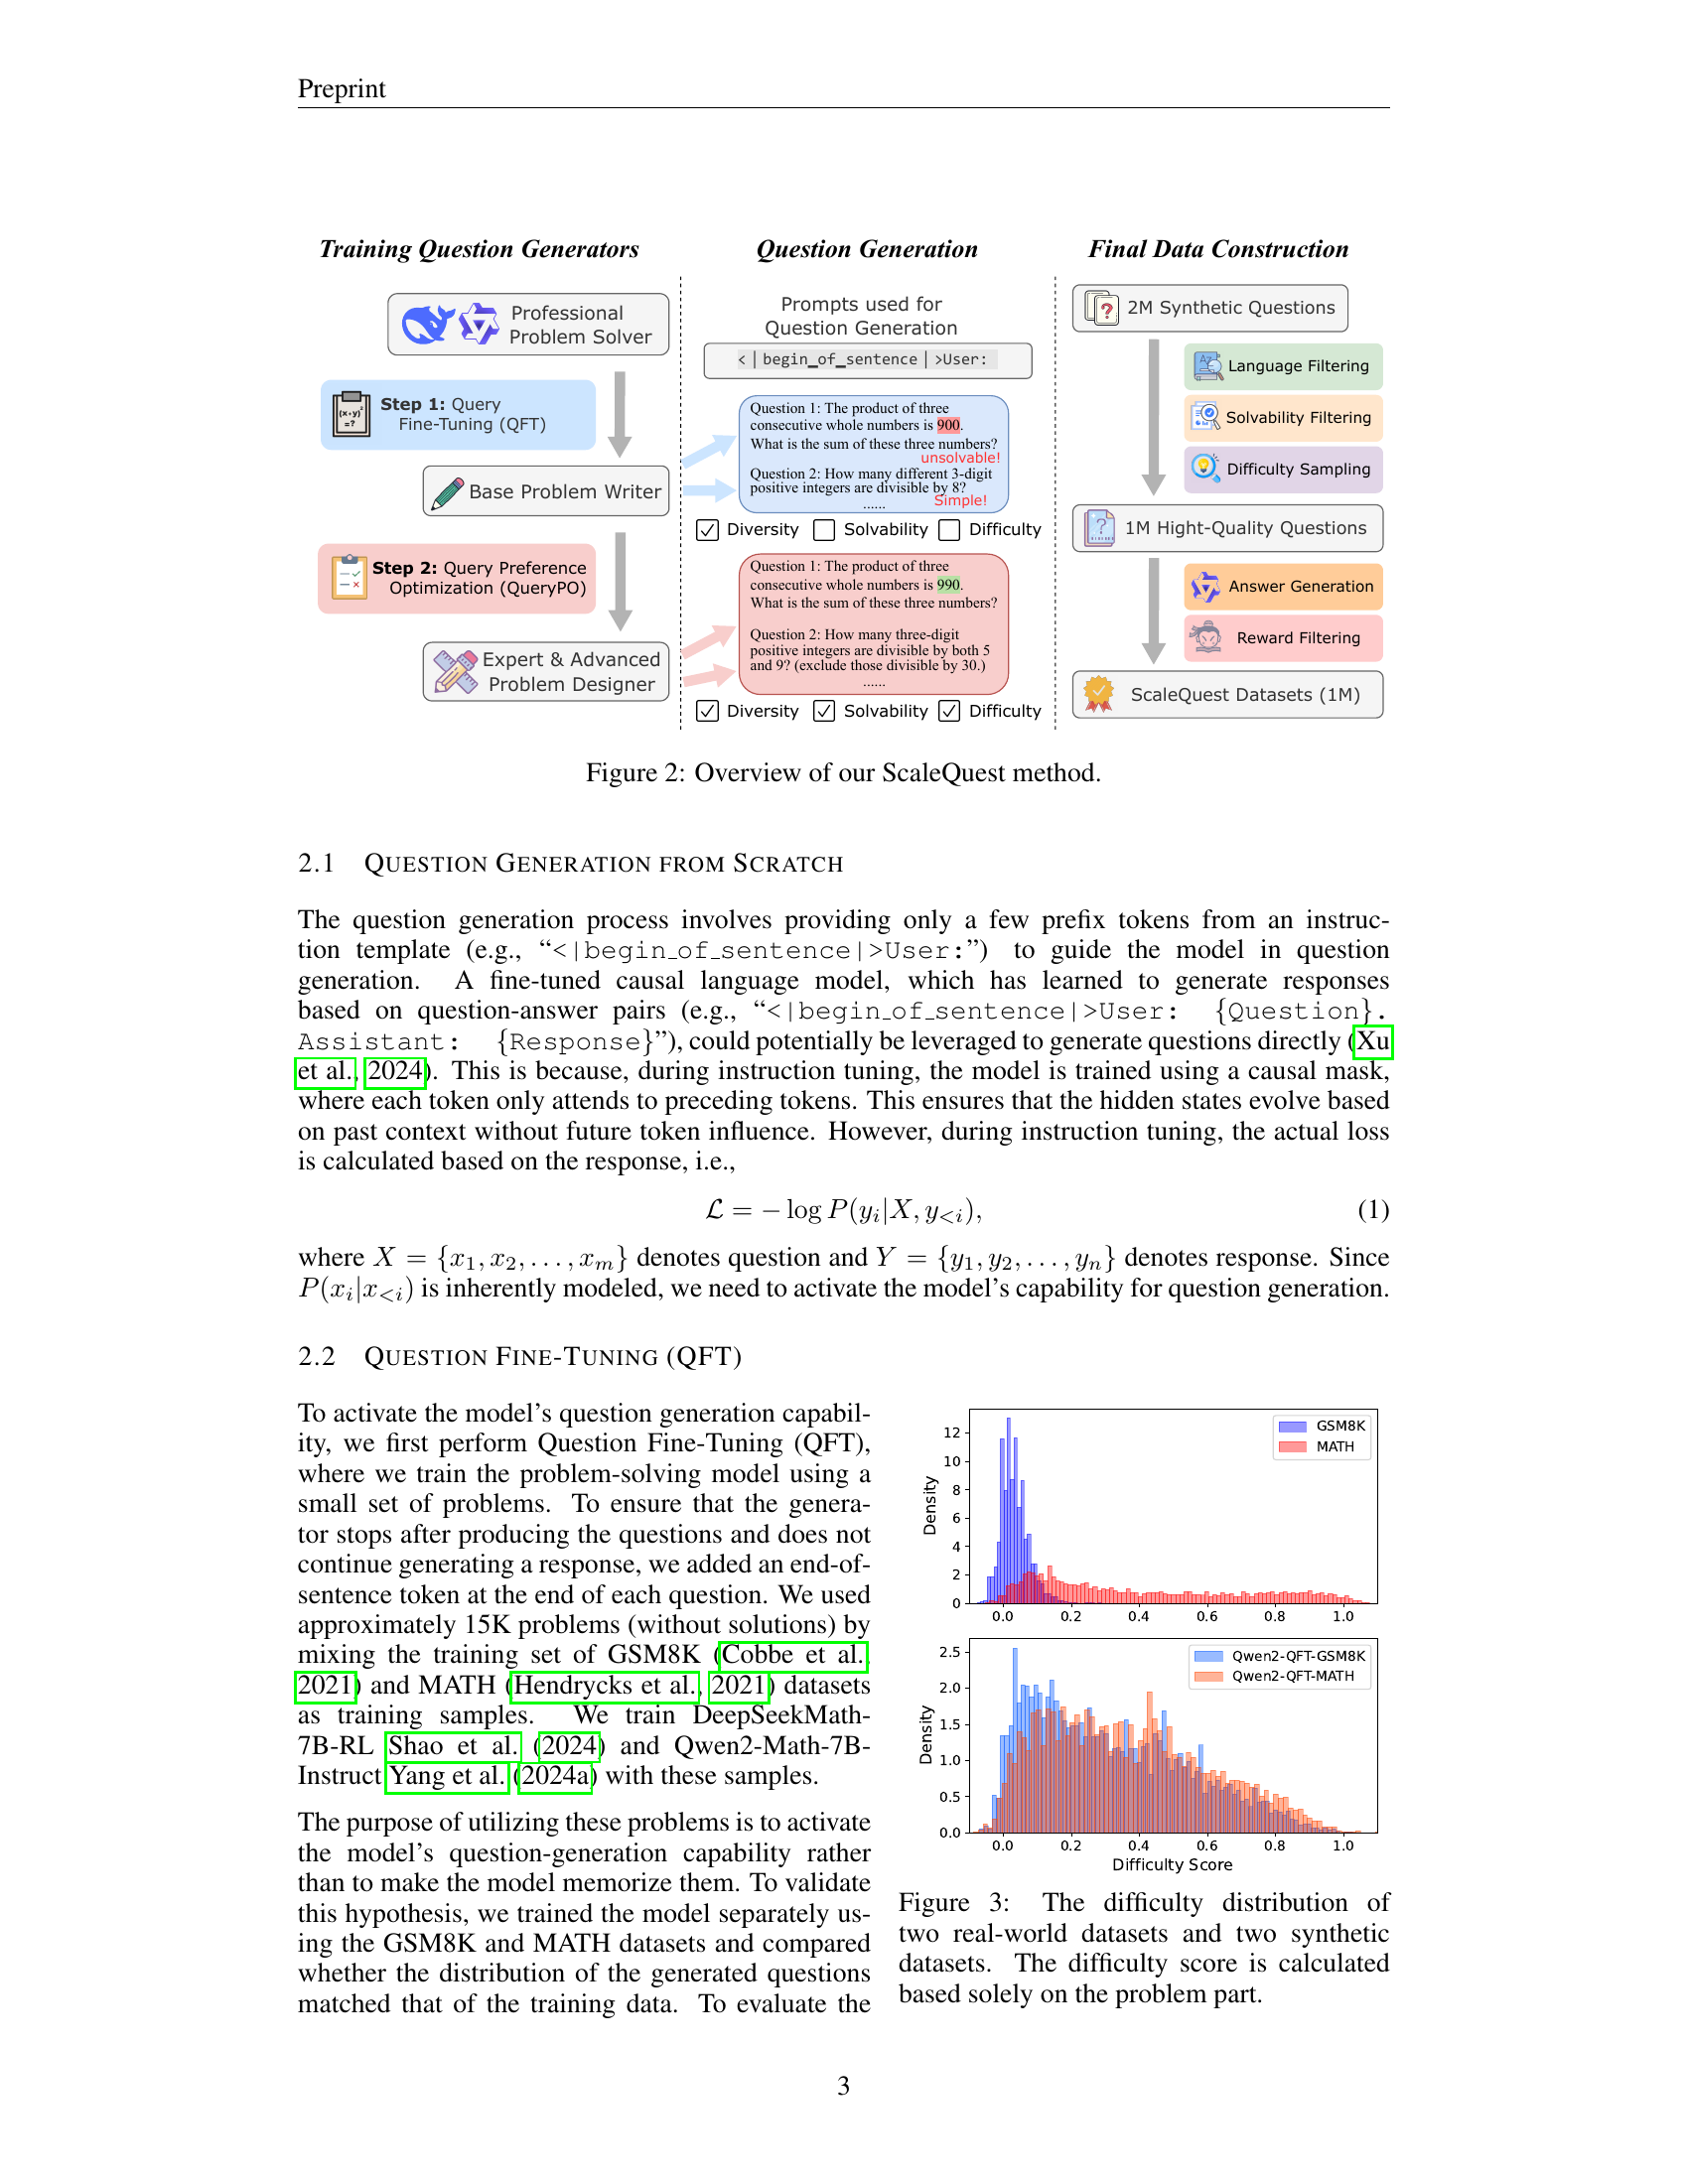 Preprint
Training Question Generators
Professional
Problem Solver
Step 1: Query
Fine-Tuning (QFT)
Base Problem Writer
Step 2: Query Preference
Optimization (QueryPO)
Expert & Advanced
Problem Designer
Question Generation
Prompts used for
Question Generation
<|begin_of_sentence|>User:
Question 1: The product of three
consecutive whole numbers is 900.
What is the sum of these three numbers?
unsolvable!
Question 2: How many different 3-digit
positive integers are divisible by 8?
Simple!
......
Diversity Solvability Difficulty
Question 1: The product of three
consecutive whole numbers is 990.
What is the sum of these three numbers?
Question 2: How many three-digit
positive integers are divisible by both 5
and 9? (exclude those divisible by 30.)
......
Diversity Solvability Difficulty
Final Data Construction
2M Synthetic Questions
Language Filtering
Solvability Filtering
Difficulty Sampling
1M Hight-Quality Questions
Answer Generation
Reward Filtering
ScaleQuest Datasets (1M)
Figure 2: Overview of our ScaleQuest method.
2.1 QUESTION GENERATION FROM SCRATCH
The question generation process involves providing only a few prefix tokens from an instruc-
tion template (e.g., “<|begin_of_sentence|>User:”) to guide the model in question
generation. A fine-tuned causal language model, which has learned to generate responses
based on question-answer pairs (e.g., “<|begin_of_sentence|>User: {Question}.
Assistant: {Response}”), could potentially be leveraged to generate questions directly (Xu
et al., 2024). This is because, during instruction tuning, the model is trained using a causal mask,
where each token only attends to preceding tokens. This ensures that the hidden states evolve based
on past context without future token influence. However, during instruction tuning, the actual loss
is calculated based on the response, i.e.,
L = − log P(y_i|X, y_{<i}), (1)
where X = {x_1, x_2, . . . , x_m} denotes question and Y = {y_1, y_2, . . . , y_n} denotes response. Since
P(x_i|x_{<i}) is inherently modeled, we need to activate the model’s capability for question generation.
2.2 QUESTION FINE-TUNING (QFT)
To activate the model’s question generation capabil-
ity, we first perform Question Fine-Tuning (QFT),
where we train the problem-solving model using a
small set of problems. To ensure that the genera-
tor stops after producing the questions and does not
continue generating a response, we added an end-of-
sentence token at the end of each question. We used
approximately 15K problems (without solutions) by
mixing the training set of GSM8K (Cobbe et al.,
2021) and MATH (Hendrycks et al., 2021) datasets
as training samples. We train DeepSeekMath-
7B-RL Shao et al. (2024) and Qwen2-Math-7B-
Instruct Yang et al. (2024a) with these samples.
The purpose of utilizing these problems is to activate
the model’s question-generation capability rather
than to make the model memorize them. To validate
this hypothesis, we trained the model separately us-
ing the GSM8K and MATH datasets and compared
whether the distribution of the generated questions
matched that of the training data. To evaluate the
GSM8K
MATH
Density
12
10
8
6
4
2
0
0.0 0.2 0.4 0.6 0.8 1.0
Qwen2-QFT-GSM8K
Qwen2-QFT-MATH
Density
2.5
2.0
1.5
1.0
0.5
0.0
0.0 0.2 0.4 0.6 0.8 1.0
Difficulty Score
Figure 3: The difficulty distribution of
two real-world datasets and two synthetic
datasets. The difficulty score is calculated
based solely on the problem part.
3